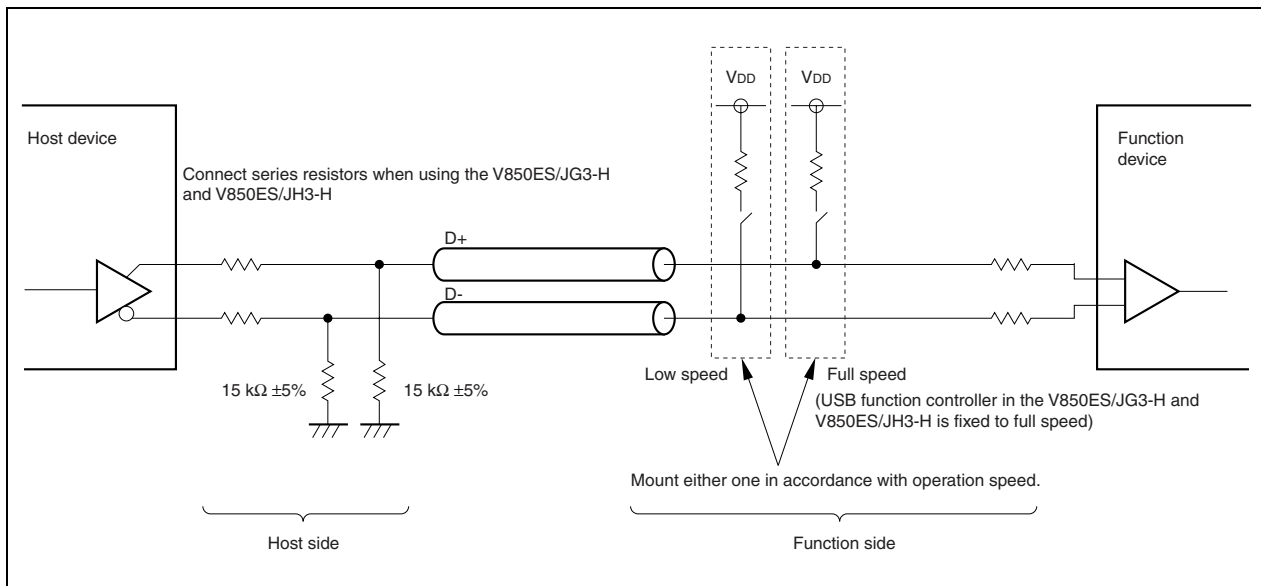 VDD
VDD
Host device
Function
device
Connect series resistors when using the V850ES/JG3-H
and V850ES/JH3-H
D+
D-
15 kΩ ±5%
15 kΩ ±5%
Low speed
Full speed
(USB function controller in the V850ES/JG3-H and
V850ES/JH3-H is fixed to full speed)
Mount either one in accordance with operation speed.
Host side
Function side